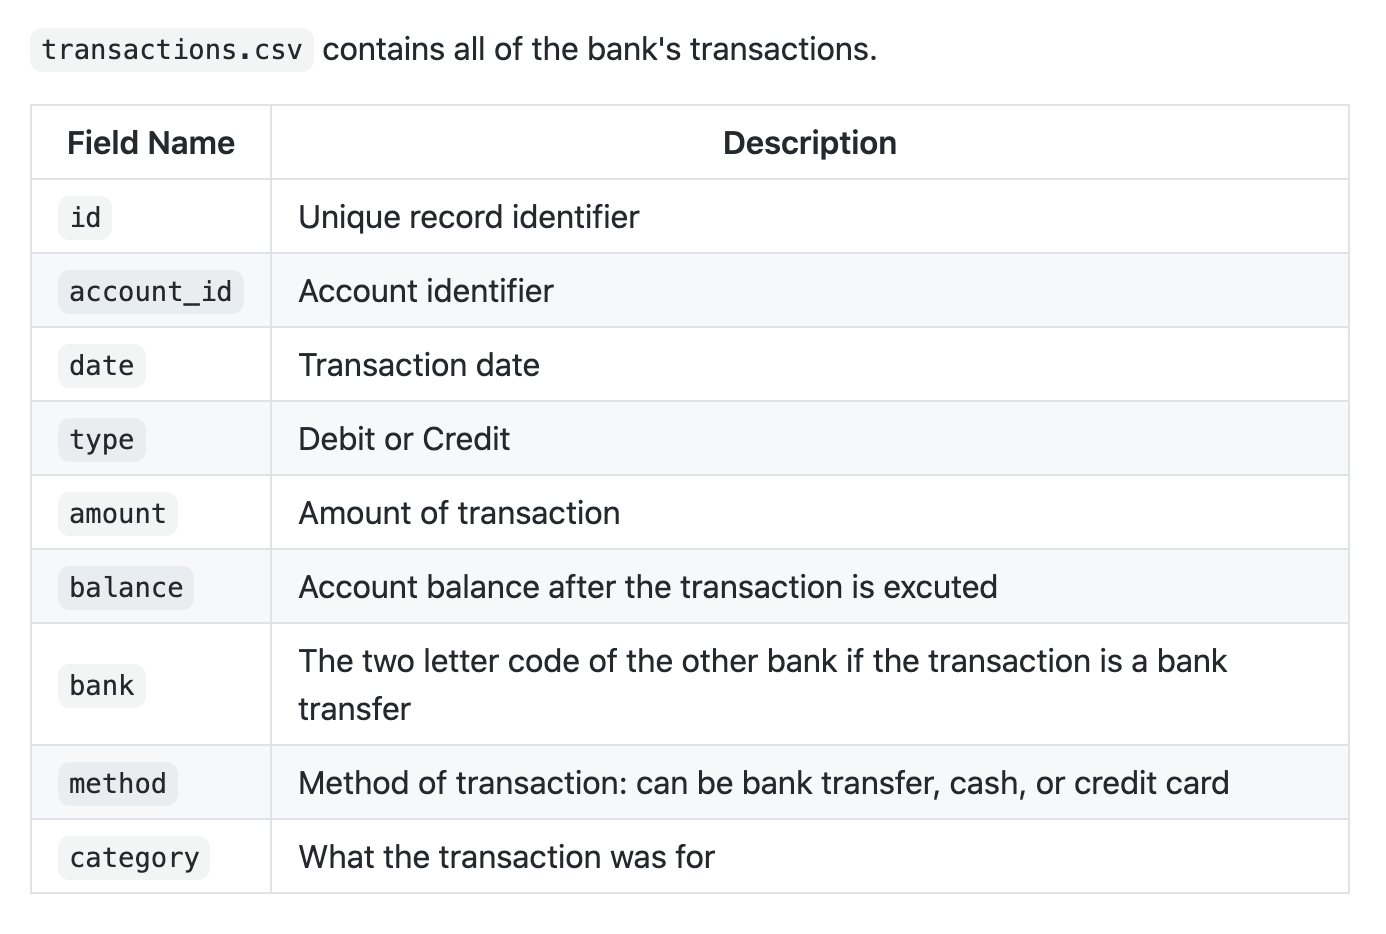 transactions.csv contains all of the bank's transactions.
Field Name Description
id Unique record identifier
account_id Account identifier
date Transaction date
type Debit or Credit
amount Amount of transaction
balance Account balance after the transaction is excuted
bank The two letter code of the other bank if the transaction is a bank
transfer
method Method of transaction: can be bank transfer, cash, or credit card
category What the transaction was for